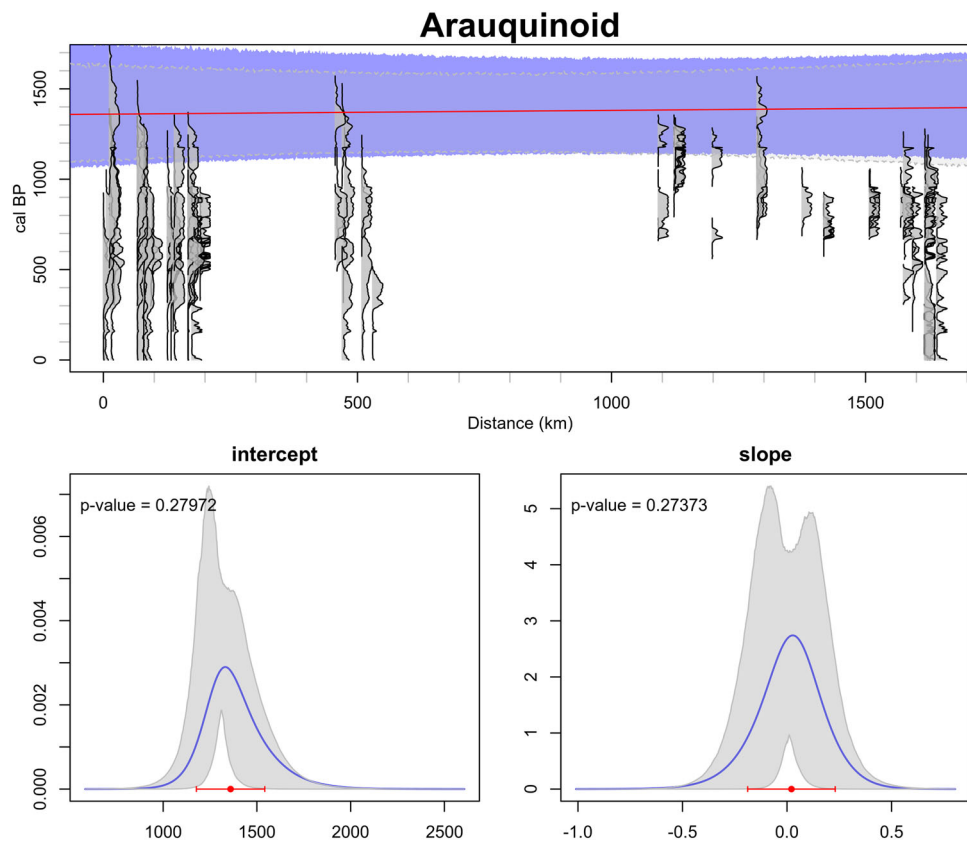 Arauquinoid
cal BP
1500
1000
500
0
0 500 1000 1500
Distance (km)
intercept
p-value = 0.27972
0.006
0.004
0.002
0.000
1000 1500 2000 2500
slope
p-value = 0.27373
5
4
3
2
1
0
-1.0 -0.5 0.0 0.5